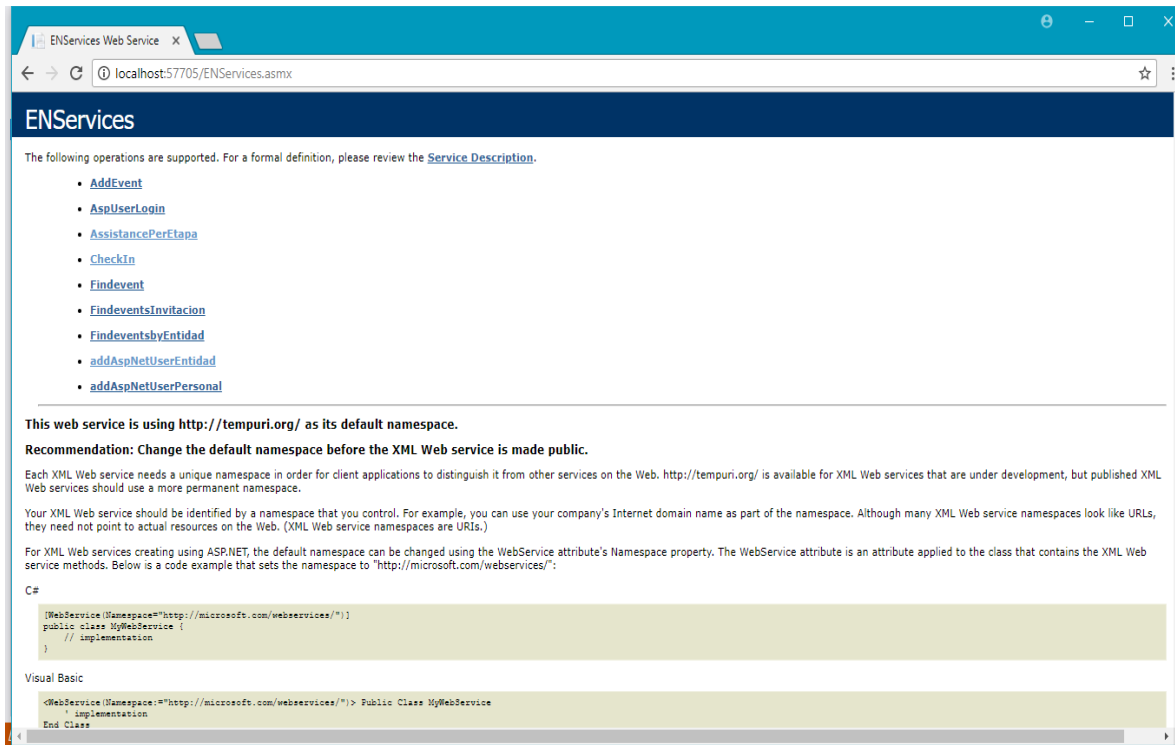 ENServices Web Service
localhost:57705/ENServices.asmx
ENServices
The following operations are supported. For a formal definition, please review the Service Description.
• AddEvent
• AspUserLogin
• AssistancePerEtapa
• CheckIn
• Findevent
• FindeventsInvitacion
• FindeventsbyEntidad
• addAspNetUserEntidad
• addAspNetUserPersonal
This web service is using http://tempuri.org/ as its default namespace.
Recommendation: Change the default namespace before the XML Web service is made public.
Each XML Web service needs a unique namespace in order for client applications to distinguish it from other services on the Web. http://tempuri.org/ is available for XML Web services that are under development, but published XML
Web services should use a more permanent namespace.
Your XML Web service should be identified by a namespace that you control. For example, you can use your company's Internet domain name as part of the namespace. Although many XML Web service namespaces look like URLs,
they need not point to actual resources on the Web. (XML Web service namespaces are URIs.)
For XML Web services creating using ASP.NET, the default namespace can be changed using the WebService attribute's Namespace property. The WebService attribute is an attribute applied to the class that contains the XML Web
service methods. Below is a code example that sets the namespace to "http://microsoft.com/webservices/":
C#
[WebService(Namespace="http://microsoft.com/webservices/")]
public class MyWebService {
// implementation
}
Visual Basic
<WebService(Namespace:="http://microsoft.com/webservices/")> Public Class MyWebService
' implementation
End Class